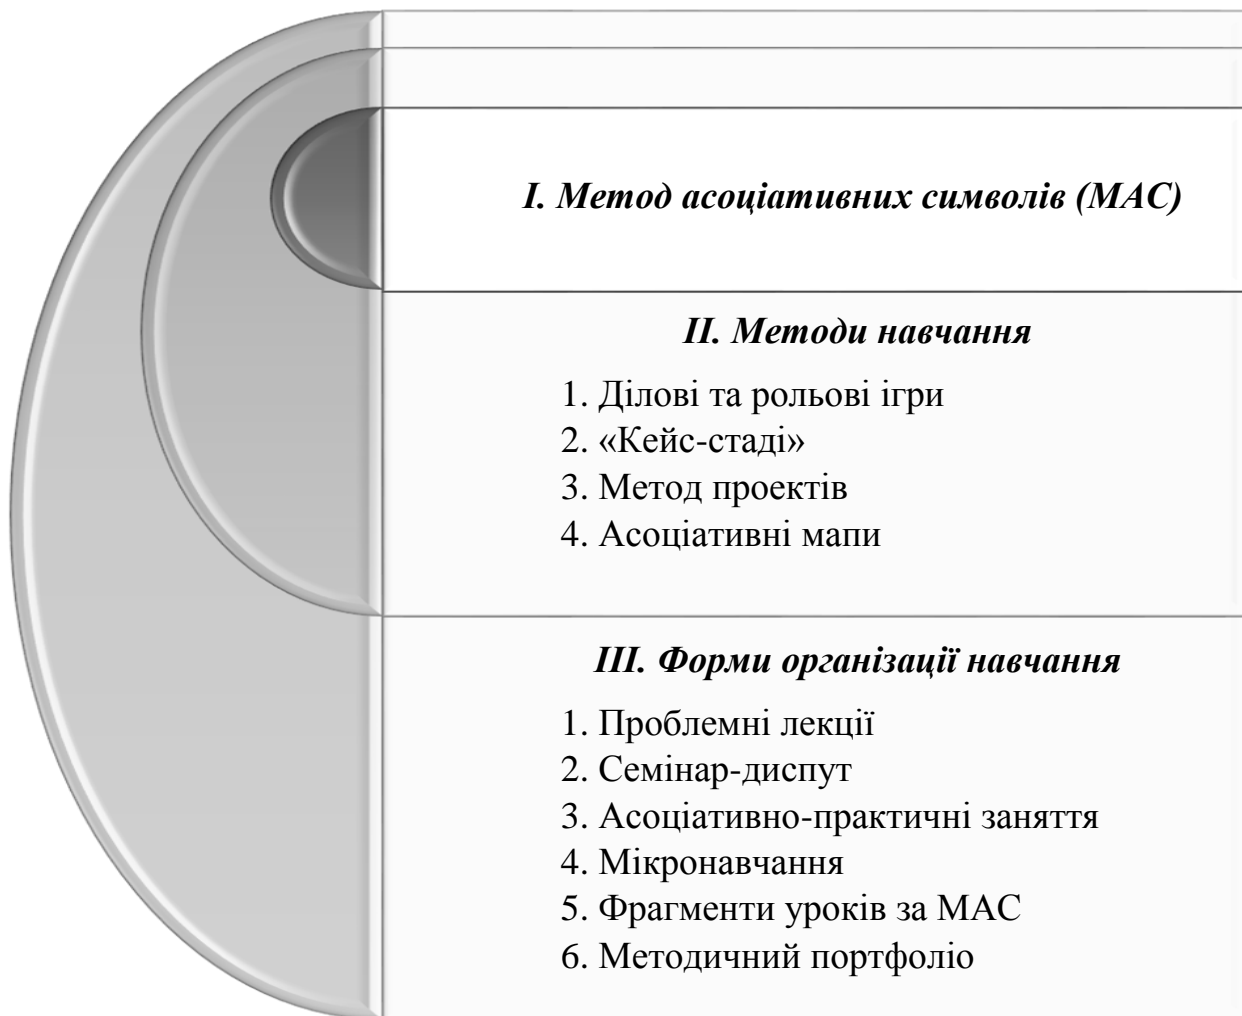 I. Метод асоціативних символів (МАС)
II. Методи навчання
1. Ділові та рольові ігри
2. «Кейс-стаді»
3. Метод проектів
4. Асоціативні мапи
III. Форми організації навчання
1. Проблемні лекції
2. Семінар-диспут
3. Асоціативно-практичні заняття
4. Мікронавчання
5. Фрагменти уроків за МАС
6. Методичний портфоліо